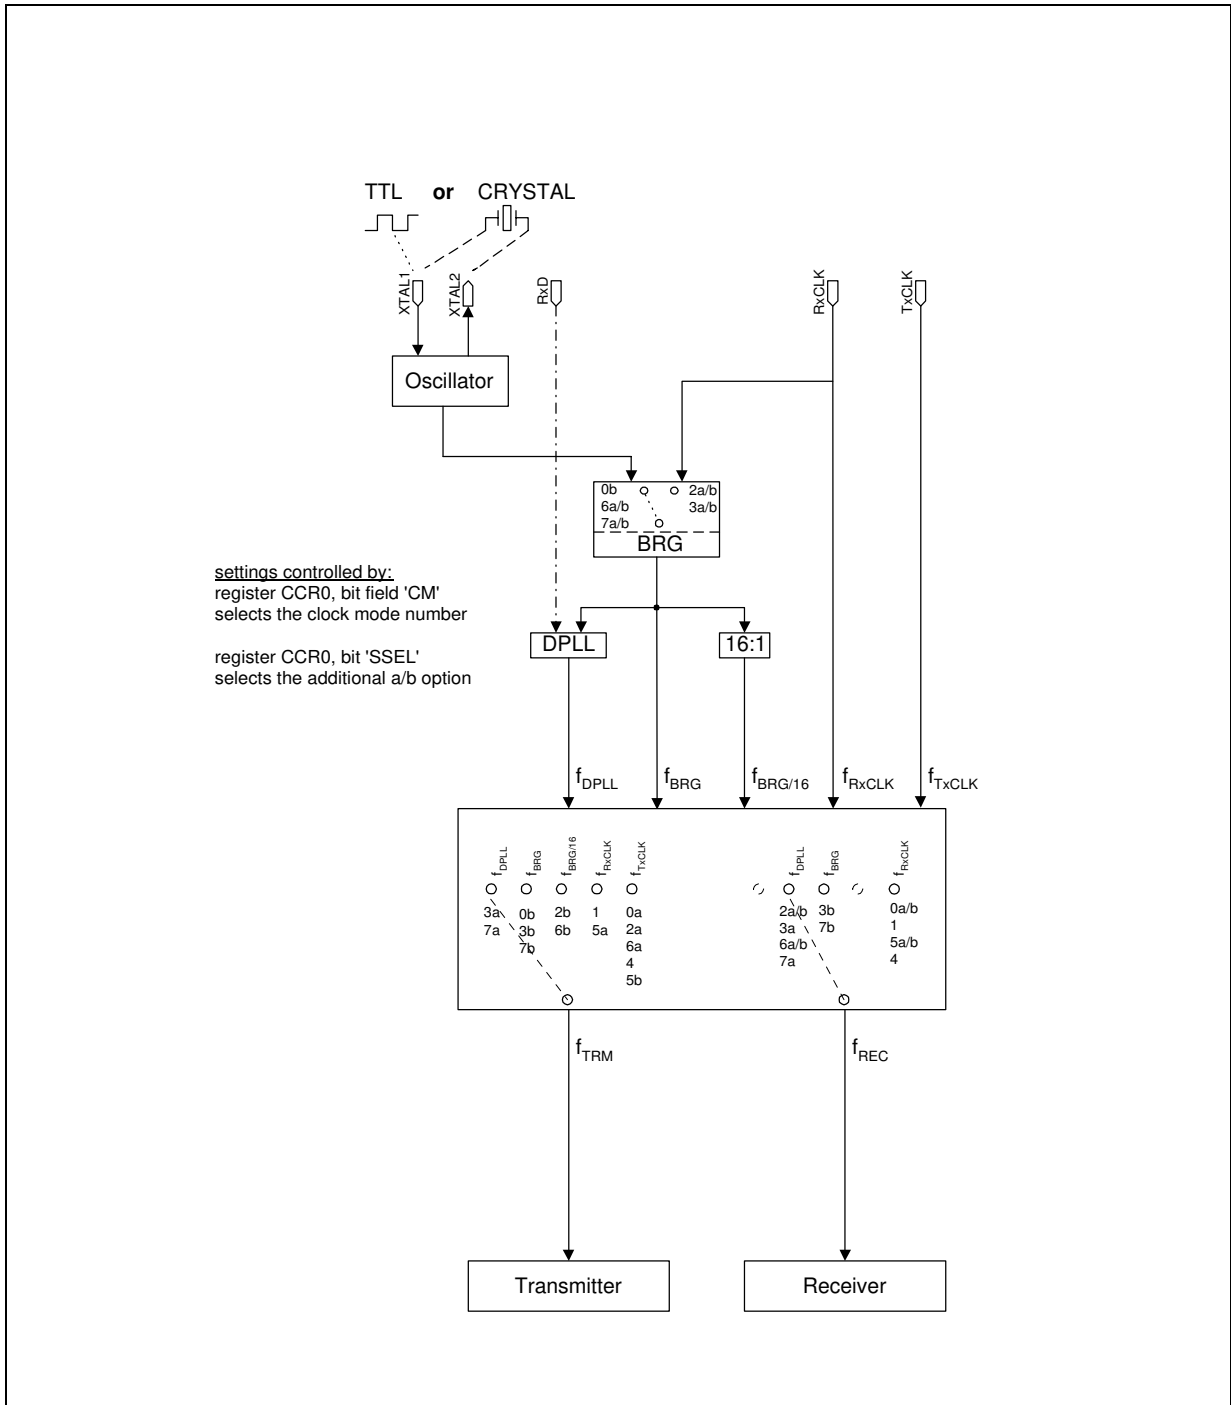 TTL or CRYSTAL
XTAL1
XTAL2
RxD
RxCLK
TxCLK
Oscillator
0b
6a/b
7a/b
2a/b
3a/b
BRG
settings controlled by:
register CCR0, bit field 'CM'
selects the clock mode number
register CCR0, bit 'SSEL'
selects the additional a/b option
DPLL
16:1
fDPLL
fBRG
fBRG/16
fRxCLK
fTxCLK
fDPLL
fBRG
fBRG/16
fRxCLK
fTxCLK
fDPLL
fBRG
fRxCLK
3a
7a
0b
3b
7b
2b
6b
1
5a
0a
2a
6a
4
5b
2a/b
3a
6a/b
7a
3b
7b
0a/b
1
5a/b
4
fTRM
fREC
Transmitter
Receiver